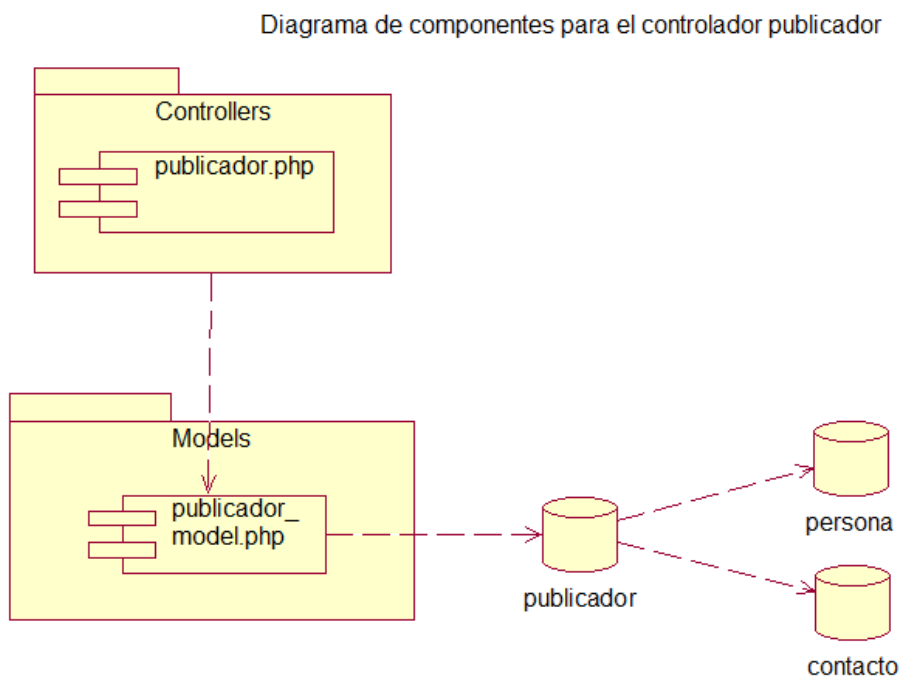 Diagrama de componentes para el controlador publicador
Controllers
publicador.php
Models
publicador_
model.php
persona
publicador
contacto